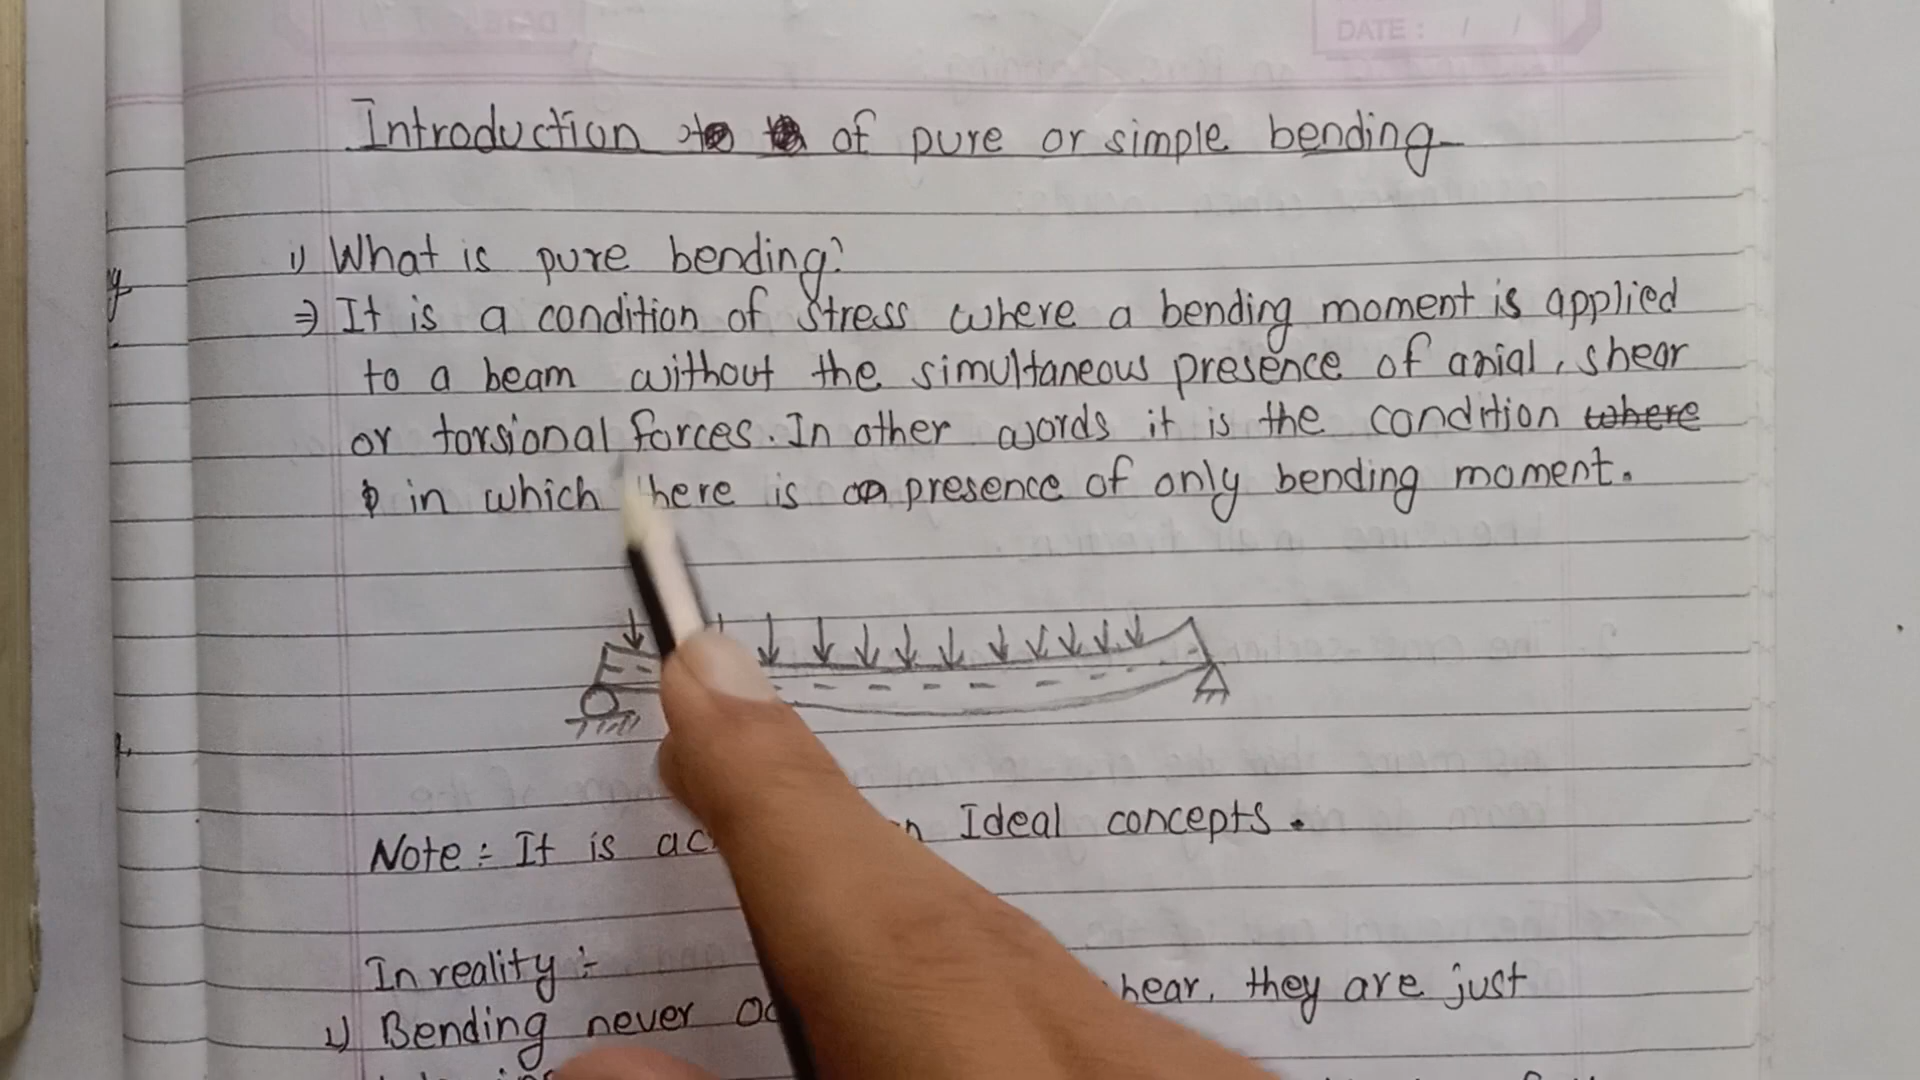 DATE : / /
Introduction of pure or simple bending
1) What is pure bending?
⇒ It is a condition of stress where a bending moment is applied
to a beam without the simultaneous presence of axial, shear
or torsional forces. In other words it is the condition where
in which there is presence of only bending moment.
Note :- It is Ideal concepts.
In reality :-
1) Bending never hear, they are just